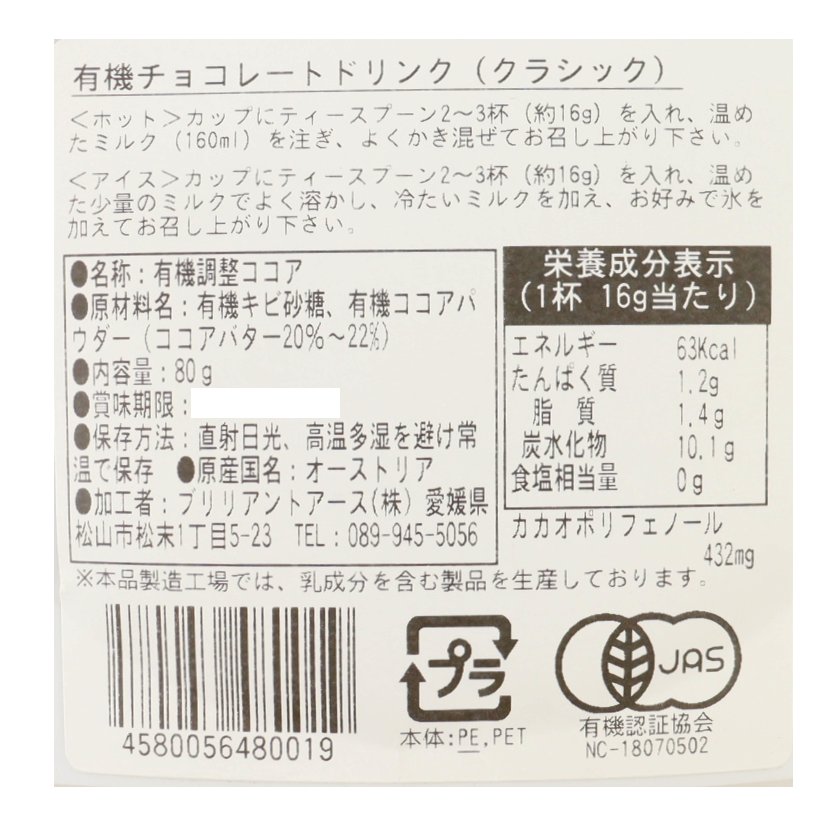 有機チョコレートドリンク（クラシック）
＜ホット＞カップにティースプーン2～3杯（約16g）を入れ、温め
たミルク（160ml）を注ぎ、よくかき混ぜてお召し上がり下さい。
＜アイス＞カップにティースプーン2～3杯（約16g）を入れ、温め
た少量のミルクでよく溶かし、冷たいミルクを加え、お好みで氷を
加えてお召し上がり下さい。
●名称：有機調整ココア
●原材料名：有機キビ砂糖、有機ココアパ
ウダー（ココアバター20%～22%）
●内容量：80g
●賞味期限：
●保存方法：直射日光、高温多湿を避け常
温で保存　●原産国名：オーストリア
●加工者：ブリリアントアース(株) 愛媛県
松山市松末1丁目5-23　TEL：089-945-5056
栄養成分表示
(1杯 16g当たり)
エネルギー 63Kcal
たんぱく質 1.2g
脂　質 1.4g
炭水化物 10.1g
食塩相当量 0g
カカオポリフェノール
432mg
※本品製造工場では、乳成分を含む製品を生産しております。
4580056480019
プラ
本体:PE,PET
JAS
有機認証協会
NC-18070502